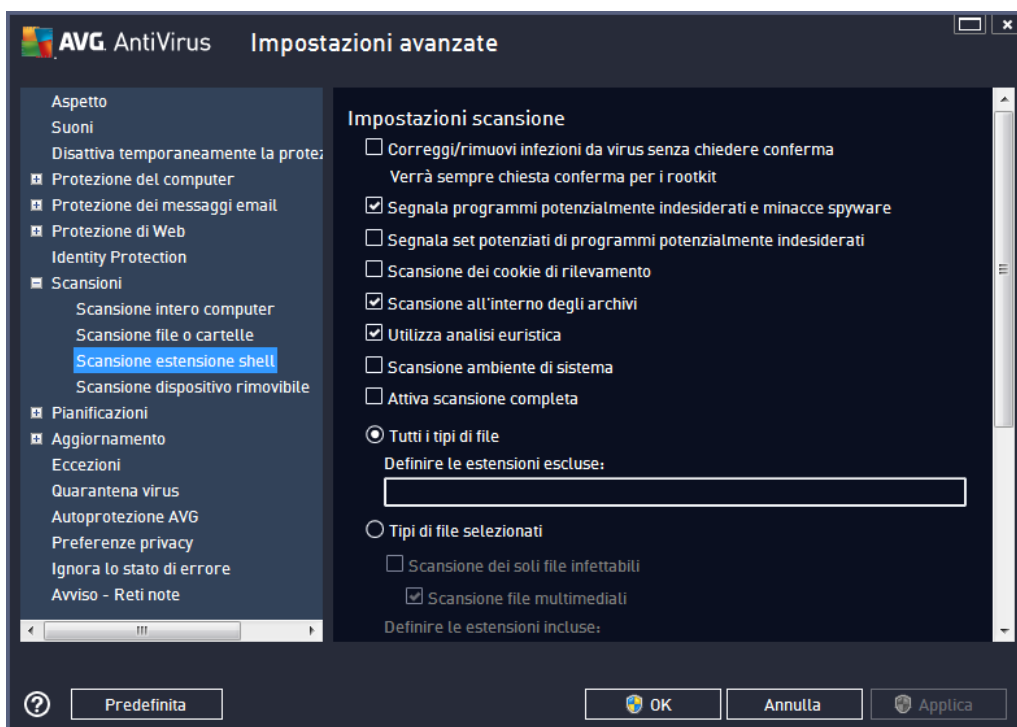 AVG. AntiVirus Impostazioni avanzate
Aspetto
Suoni
Disattiva temporaneamente la
Protezione del computer
Protezione dei messaggi email
Protezione di Web
Identity Protection
Scansioni
Scansione intero computer
Scansione file o cartelle
Scansione estensione shell
Scansione dispositivo rimovibile
Pianificazioni
Aggiornamento
Eccezioni
Quarantena virus
Autoprotezione AVG
Preferenze privacy
Ignora lo stato di errore
Avviso - Reti note
Impostazioni scansione
Correggi/rimuovi infezioni da virus senza chiedere conferma
Verrà sempre chiesta conferma per i rootkit
Segnala programmi potenzialmente indesiderati e minacce spyware
Segnala set potenziati di programmi potenzialmente indesiderati
Scansione dei cookie di rilevamento
Scansione all'interno degli archivi
Utilizza analisi euristica
Scansione ambiente di sistema
Attiva scansione completa
Tutti i tipi di file
Definire le estensioni escluse:
Tipi di file selezionati
Scansione dei soli file infettabili
Scansione file multimediali
Definire le estensioni incluse:
Predefinita
OK
Annulla
Applica